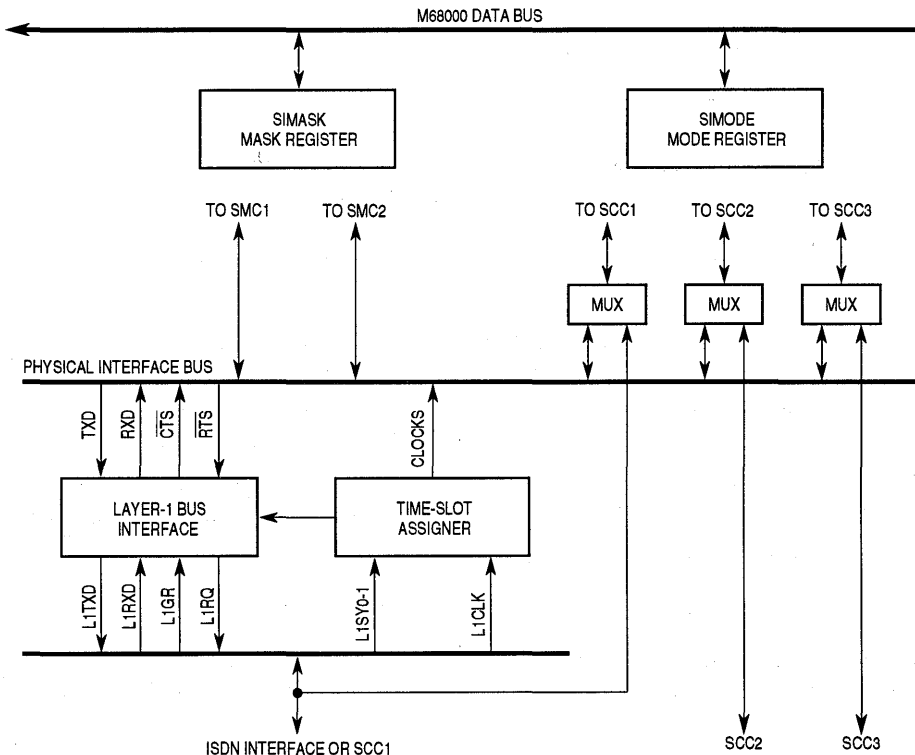 M68000 DATA BUS
SIMASK
MASK REGISTER
SIMODE
MODE REGISTER
TO SMC1
TO SMC2
TO SCC1
TO SCC2
TO SCC3
MUX
MUX
MUX
PHYSICAL INTERFACE BUS
TXD
RXD
CTS
RTS
CLOCKS
LAYER-1 BUS
INTERFACE
TIME-SLOT
ASSIGNER
L1TXD
L1RXD
L1GR
L1RQ
L1SY0-1
L1CLK
ISDN INTERFACE OR SCC1
SCC2
SCC3